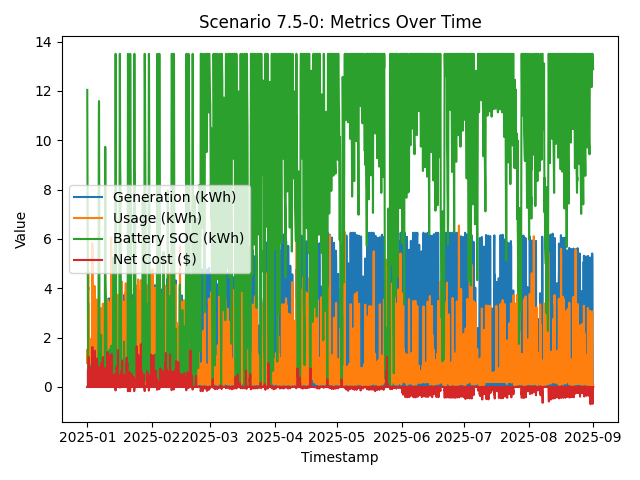 Scenario 7.5-0: Metrics Over Time
Value
14
12
10
8
6
4
2
0
Generation (kWh)
Usage (kWh)
Battery SOC (kWh)
Net Cost ($)
2025-01 2025-02 2025-03 2025-04 2025-05 2025-06 2025-07 2025-08 2025-09
Timestamp